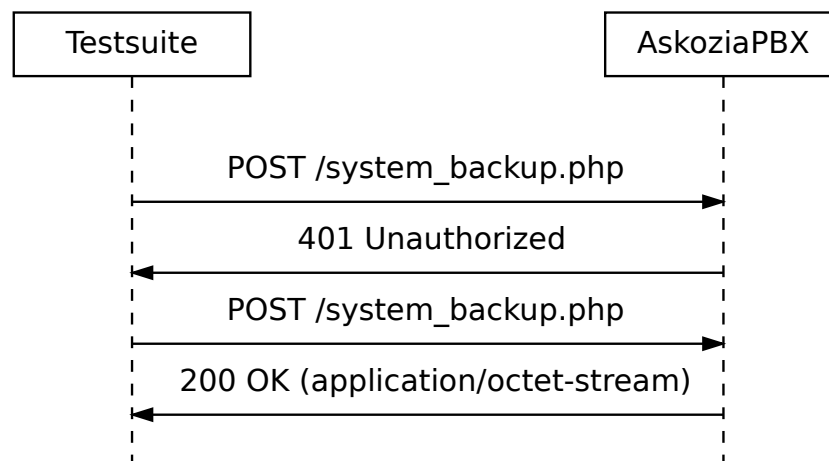 Testsuite
AskoziaPBX
POST /system_backup.php
401 Unauthorized
POST /system_backup.php
200 OK (application/octet-stream)